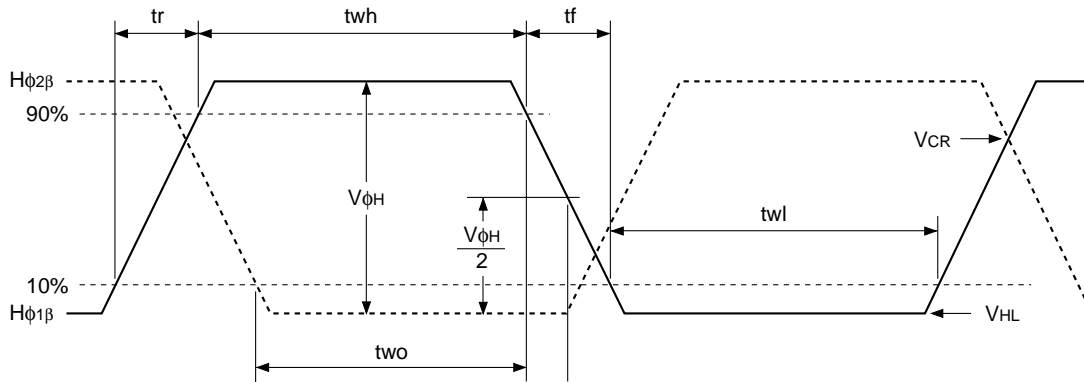 tr twh tf
Hϕ2β
90%
VCR
VϕH
twl
VϕH
2
10%
Hϕ1β
VHL
two